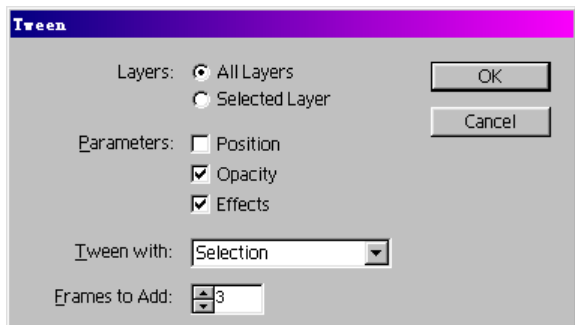 Tween
Layers: All Layers OK
Selected Layer
Cancel
Parameters: Position
Opacity
Effects
Tween with: Selection
Frames to Add: 3